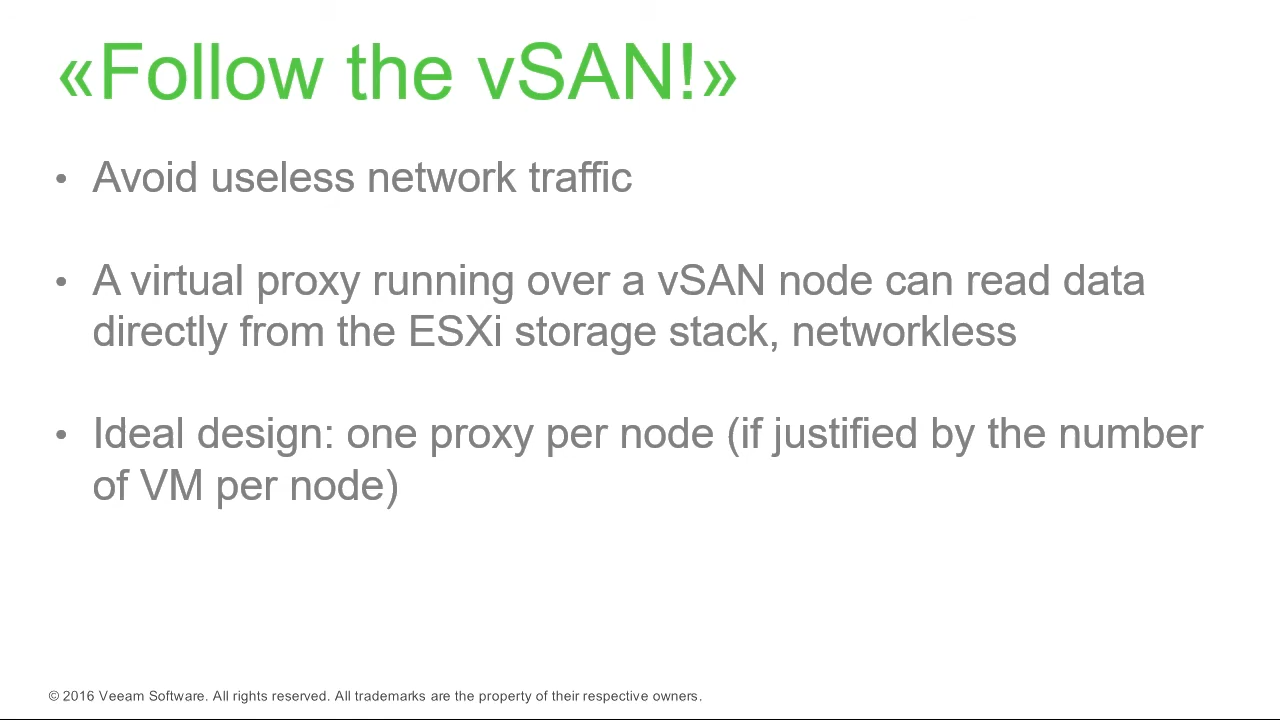 «Follow the vSAN!»
• Avoid useless network traffic
• A virtual proxy running over a vSAN node can read data
directly from the ESXi storage stack, networkless
• Ideal design: one proxy per node (if justified by the number
of VM per node)
© 2016 Veeam Software. All rights reserved. All trademarks are the property of their respective owners.